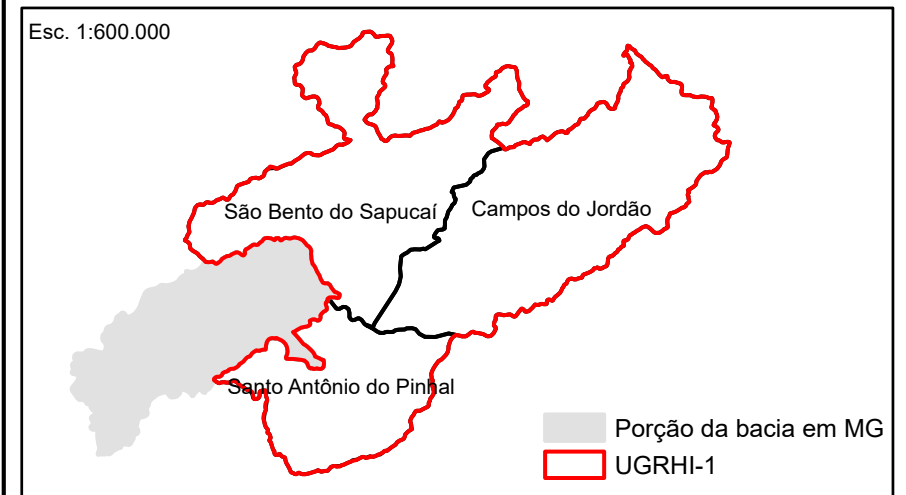 Esc. 1:600.000
São Bento do Sapucaí
Campos do Jordão
Santo Antônio do Pinhal
Porção da bacia em MG
UGRHI-1